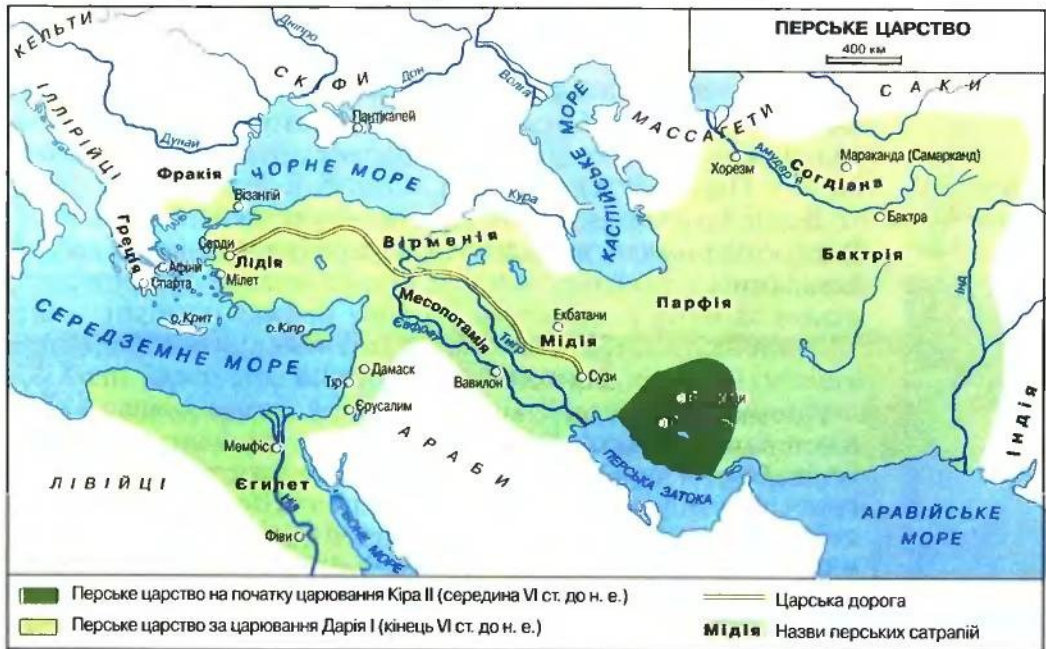 ПЕРСЬКЕ ЦАРСТВО
400 км
КЕЛЬТИ
ІЛЛІРІЙЦІ
СКІФИ
Дніпро
Дон
Волга
Дунай
Пантікапей
Фракія
Візантій
ЧОРНЕ МОРЕ
КАСПІЙСЬКЕ МОРЕ
МАССАГЕТИ
САКИ
Хорезм
Амудар'я
Согдіана
Мараканда (Самарканд)
Бактра
Бактрія
Кура
Вірменія
Греція
Афіни
Спарта
Серди
Лідія
Мілет
о.Крит
о.Кіпр
СЕРЕДЗЕМНЕ МОРЕ
Месопотамія
Євфрат
Тигр
Екбатани
Мідія
Парфія
Інд
Індія
Тір
Дамаск
Єрусалим
Вавилон
Сузи
АРАБИ
ПЕРСЬКА ЗАТОКА
АРАВІЙСЬКЕ
МОРЕ
Мемфіс
ЛІВІЙЦІ
Єгипет
Ніл
Фіви
МОРЕ
Перське царство на початку царювання Кіра II (середина VI ст. до н. е.)
Царська дорога
Перське царство за царювання Дарія I (кінець VI ст. до н. е.)
Мідія Назви перських сатрапій